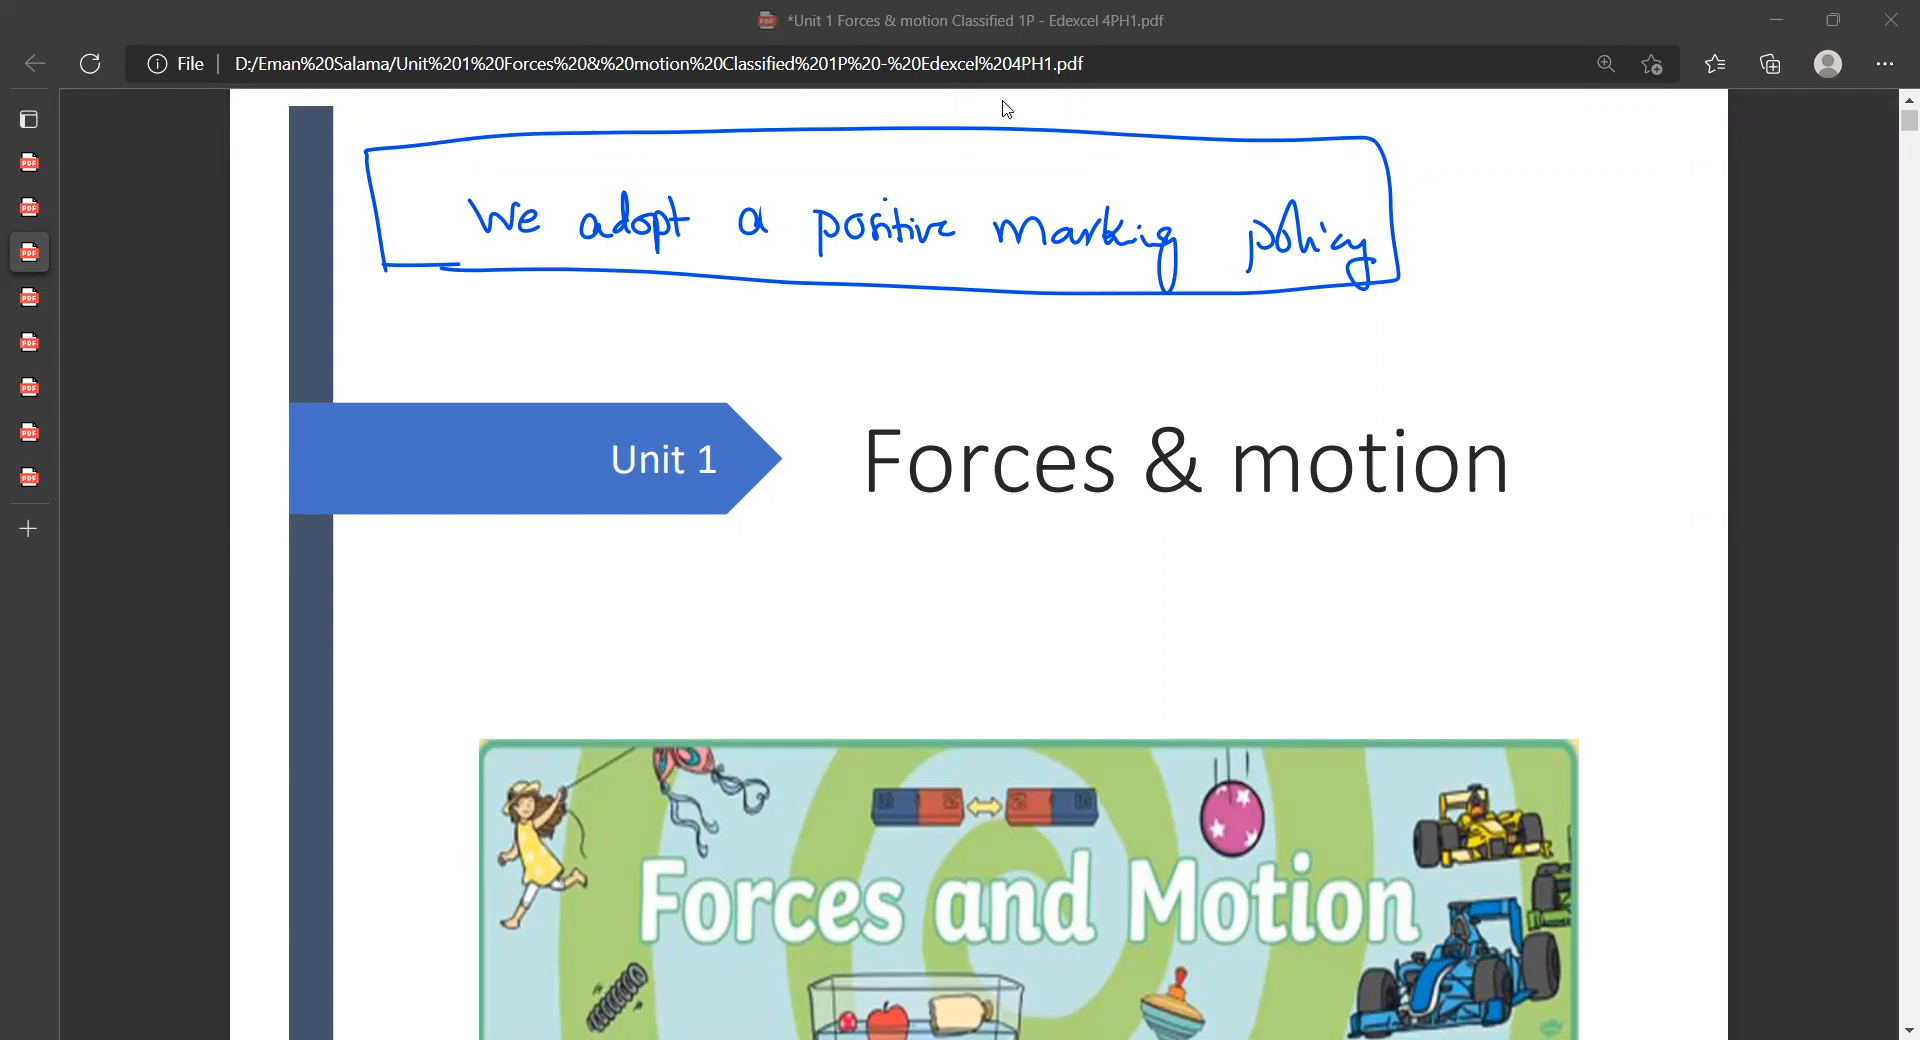 *Unit 1 Forces & motion Classified 1P - Edexcel 4PH1.pdf
File D:/Eman%20Salama/Unit%201%20Forces%20&%20motion%20Classified%201P%20-%20Edexcel%204PH1.pdf
We adopt a positive marking policy
Unit 1
Forces & motion
Forces and Motion